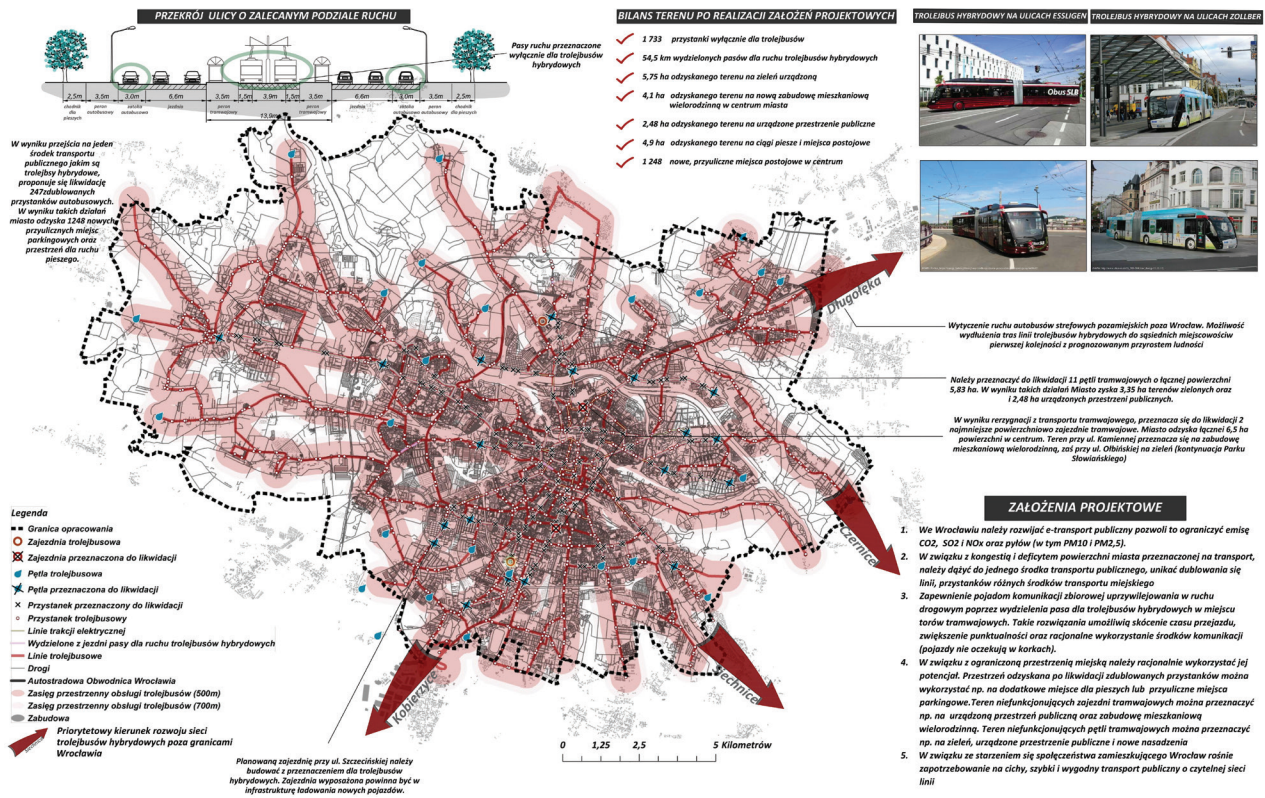 PRZEKRÓJ ULICY O ZALECANYM PODZIALE RUCHU
Pasy ruchu przeznaczone
wyłącznie dla trolejbusów
hybrydowych
2,5m 3,5m 3,0m 6,6m 3,5m 1,5m 3,9m 1,5m 3,5m 6,6m 3,0m 3,5m 2,5m
chodnik dla pieszych
peron autobusowy
zatoka autobusowa
jezdnia
peron tramwajowy
peron tramwajowy
jezdnia
zatoka autobusowa
peron autobusowy
chodnik dla pieszych
13,9m
W wyniku przejścia na jeden
środek transportu
publicznego jakim są
trolejbsy hybrydowe,
proponuje się likwidację
247zdublowanych
przystanków autobusowych.
W wyniku takich działań
miasto odzyska 1248 nowych
przyulicznych miejsc
parkingowych oraz
przestrzeń dla ruchu
pieszego.
BILANS TERENU PO REALIZACJI ZAŁOŻEŃ PROJEKTOWYCH
1 733 przystanki wyłącznie dla trolejbusów
54,5 km wydzielonych pasów dla ruchu trolejbusów hybrydowych
5,75 ha odzyskanego terenu na zieleń urządzoną
4,1 ha odzyskanego terenu na nową zabudowę mieszkaniową
wielorodzinną w centrum miasta
2,48 ha odzyskanego terenu na urządzone przestrzenie publiczne
4,9 ha odzyskanego terenu na ciągi piesze i miejsca postojowe
1 248 nowe, przyuliczne miejsca postojowe w centrum
TROLEJBUS HYBRYDOWY NA ULICACH ESSLIGEN
TROLEJBUS HYBRYDOWY NA ULICACH ZOLLBER
Obus SLB
Długołęka
Czernice
Siechnice
Kobierzyce
Wytyczenie ruchu autobusów strefowych pozamiejskich poza Wrocław. Możliwość
wydłużenia tras linii trolejbusów hybrydowych do sąsiednich miejscowościw
pierwszej kolejności z prognozowanym przyrostem ludności
Należy przeznaczyć do likwidacji 11 pętli tramwajowych o łącznej powierzchni
5,83 ha. W wyniku takich działań Miasto zyska 3,35 ha terenów zielonych oraz
i 2,48 ha urządzonych przestrzeni publicznych.
W wyniku rerzygnacji z transportu tramwajowego, przeznacza się do likwidacji 2
najmniejsze powierzchniowo zajezdnie tramwajowe. Miasto odzyska łącznei 6,5 ha
powierzchni w centrum. Teren przy ul. Kamiennej przeznacza się na zabudowę
mieszkaniową wielorodzinną, zaś przy ul. Ołbińskiej na zieleń (kontynuacja Parku
Słowiańskiego)
ZAŁOŻENIA PROJEKTOWE
1. We Wrocławiu należy rozwijać e-transport publiczny pozwoli to ograniczyć emisę
CO2, SO2 i NOx oraz pyłów (w tym PM10 i PM2,5).
2. W związku z kongestią i deficytem powierzchni miasta przeznaczonej na transport,
należy dążyć do jednego środka transportu publicznego, unikać dublowania się
linii, przystanków różnych środków transportu miejskiego
3. Zapewnienie pojadom komunikacji zbiorowej uprzywilejowania w ruchu
drogowym poprzez wydzielenia pasa dla trolejbusów hybrydowych w miejscu
torów tramwajowych. Takie rozwiązania umożliwią skócenie czasu przejazdu,
zwiększenie punktualności oraz racjonalne wykorzystanie środków komunikacji
(pojazdy nie oczekują w korkach).
4. W związku z ograniczoną przestrzenią miejską należy racjonalnie wykorzystać jej
potencjał. Przestrzeń odzyskana po likwidacji zdublowanych przystanków można
wykorzystać np. na dodatkowe miejsce dla pieszych lub przyuliczne miejsca
parkingowe.Teren niefunkcjonujących zajezdni tramwajowych można przeznaczyć
np. na urządzoną przestrzeń publiczną oraz zabudowę mieszkaniową
wielorodzinną. Teren niefunkcjonujących pętli tramwajowych można przeznaczyć
np. na zieleń, urządzone przestrzenie publiczne i nowe nasadzenia
5. W związku ze starzeniem się społeczeństwa zamieszkującego Wrocław rośnie
zapotrzebowanie na cichy, szybki i wygodny transport publiczny o czytelnej sieci
linii
Legenda
Granica opracowania
Zajezdnia trolejbusowa
Zajezdnia przeznaczona do likwidacji
Pętla trolejbusowa
Pętla przeznaczona do likwidacji
Przystanek przeznaczony do likwidacji
Przystanek trolejbusowy
Linie trakcji elektrycznej
Wydzielone z jezdni pasy dla ruchu trolejbusów hybrydowych
Linie trolejbusowe
Drogi
Autostradowa Obwodnica Wrocławia
Zasięg przestrzenny obsługi trolejbusów (500m)
Zasięg przestrzenny obsługi trolejbusów (700m)
Zabudowa
Priorytetowy kierunek rozwoju sieci
trolejbusów hybrydowych poza granicami
Wrocławia
Planowaną zajezdnię przy ul. Szczecińskiej należy
budować z przeznaczeniem dla trolejbusów
hybrydowych. Zajezdnia wyposażona powinna być w
infrastrukturę ładowania nowych pojazdów.
0 1,25 2,5 5 Kilometrów